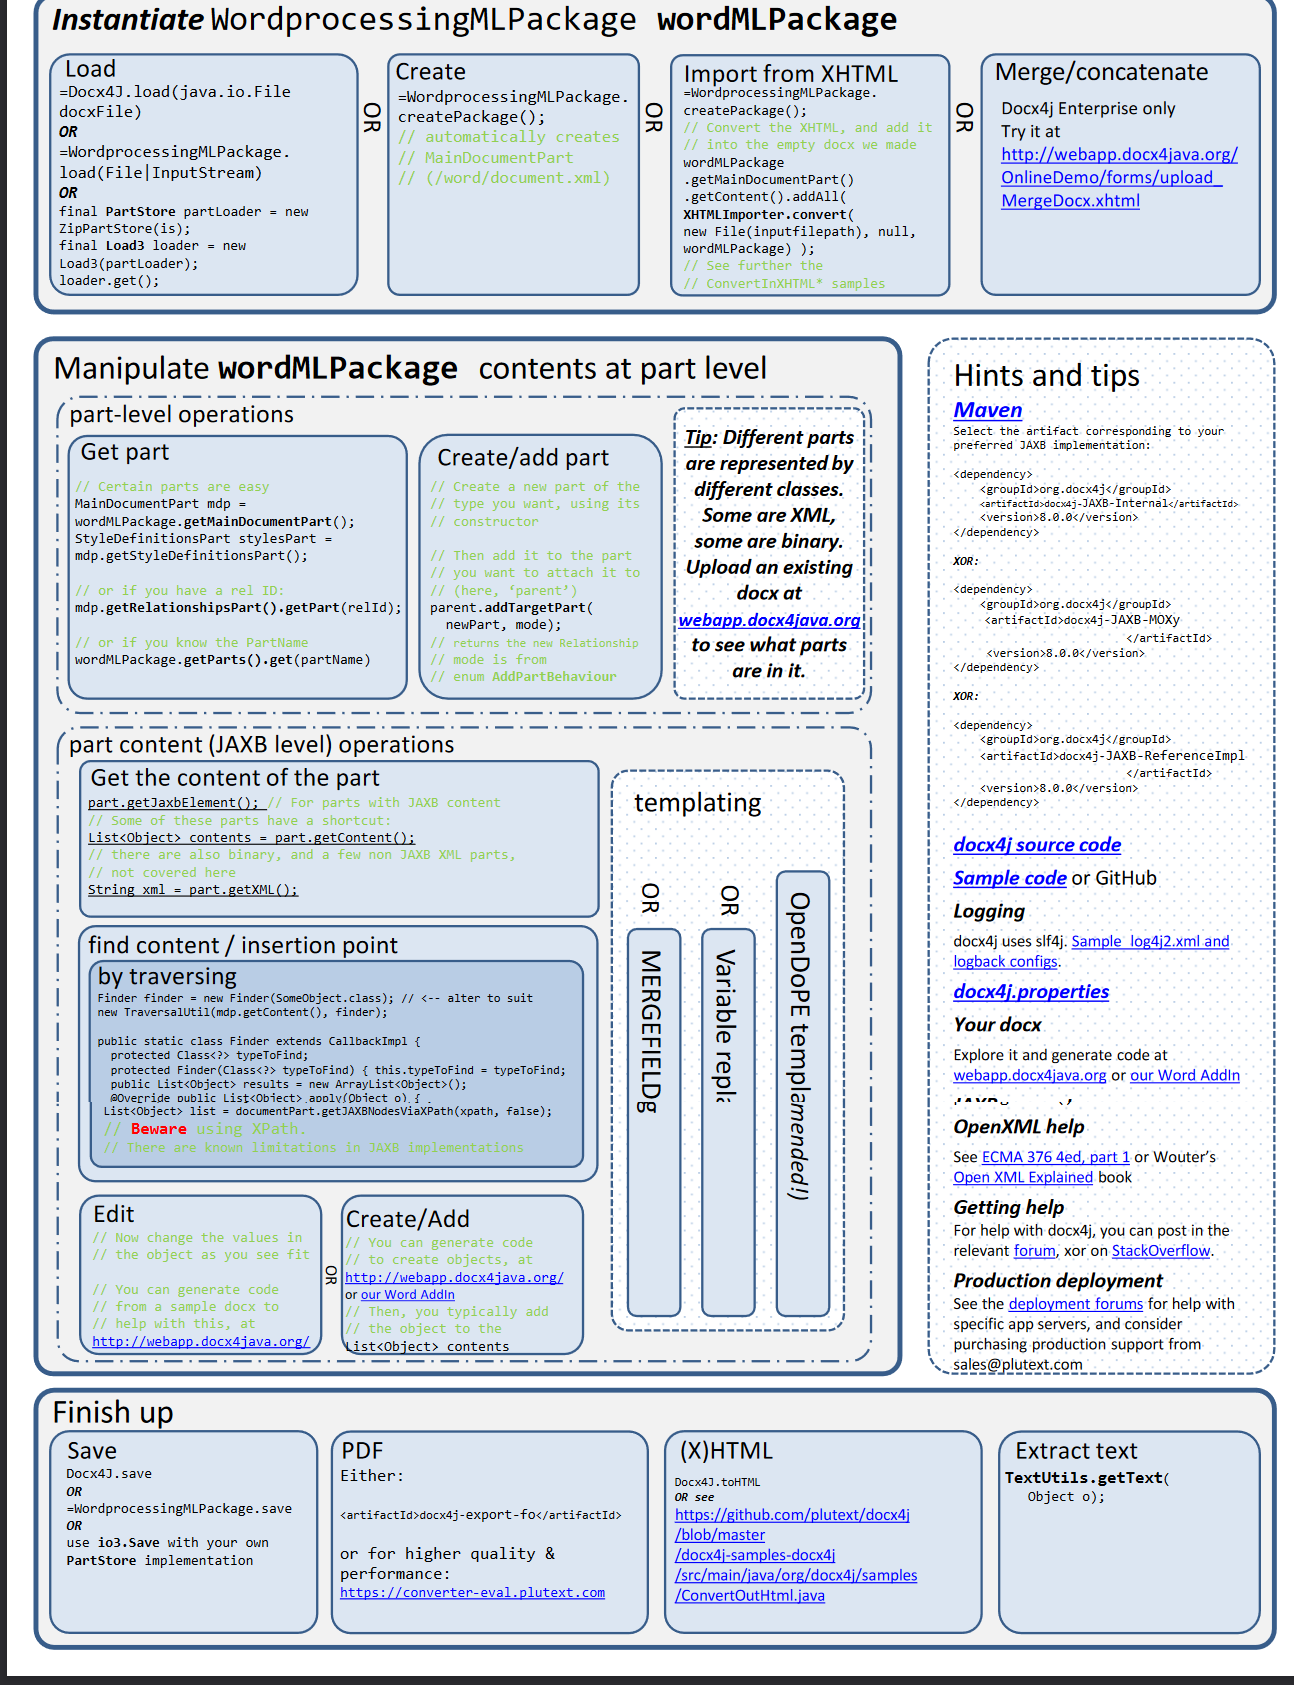 Instantiate WordprocessingMLPackage wordMLPackage
Load
=Docx4J.load(java.io.File
docxFile)
OR
=WordprocessingMLPackage.
load(File|InputStream)
OR
final PartStore partLoader = new
ZipPartStore(is);
final Load3 loader = new
Load3(partLoader);
loader.get();
OR
Create
=WordprocessingMLPackage.
createPackage();
// automatically creates
// MainDocumentPart
// (/word/document.xml)
OR
Import from XHTML
=WordprocessingMLPackage.
createPackage();
// Convert the XHTML, and add it
// into the empty docx we made
wordMLPackage
.getMainDocumentPart()
.getContent().addAll(
XHTMLImporter.convert(
new File(inputfilepath), null,
wordMLPackage) );
// See further the
// ConvertInXHTML* samples
OR
Merge/concatenate
Docx4j Enterprise only
Try it at
http://webapp.docx4java.org/
OnlineDemo/forms/upload_
MergeDocx.xhtml
Manipulate wordMLPackage contents at part level
part-level operations
Get part
// Certain parts are easy
MainDocumentPart mdp =
wordMLPackage.getMainDocumentPart();
StyleDefinitionsPart stylesPart =
mdp.getStyleDefinitionsPart();
// or if you have a rel ID:
mdp.getRelationshipsPart().getPart(relId);
// or if you know the PartName
wordMLPackage.getParts().get(partName)
Create/add part
// Create a new part of the
// type you want, using its
// constructor
// Then add it to the part
// you want to attach it to
// (here, ‘parent’)
parent.addTargetPart(
newPart, mode);
// returns the new Relationship
// mode is from
// enum AddPartBehaviour
Tip: Different parts
are represented by
different classes.
Some are XML,
some are binary.
Upload an existing
docx at
webapp.docx4java.org
to see what parts
are in it.
part content (JAXB level) operations
Get the content of the part
part.getJaxbElement(); // For parts with JAXB content
// Some of these parts have a shortcut:
List<Object> contents = part.getContent();
// there are also binary, and a few non JAXB XML parts,
// not covered here
String xml = part.getXML();
find content / insertion point
by traversing
Finder finder = new Finder(SomeObject.class); // <-- alter to suit
new TraversalUtil(mdp.getContent(), finder);
public static class Finder extends CallbackImpl {
protected Class<?> typeToFind;
protected Finder(Class<?> typeToFind) { this.typeToFind = typeToFind;
public List<Object> results = new ArrayList<Object>();
@Override public List<Object> apply(Object o) {
List<Object> list = documentPart.getJAXBNodesViaXPath(xpath, false);
// Beware using XPath.
// There are known limitations in JAXB implementations
Edit
// Now change the values in
// the object as you see fit
// You can generate code
// from a sample docx to
// help with this, at
http://webapp.docx4java.org/
OR
Create/Add
// You can generate code
// to create objects, at
http://webapp.docx4java.org/
or our Word AddIn
// Then, you typically add
// the object to the
List<Object> contents
templating
OR
MERGEFIELDg
OR
Variable repl
OpenDoPE templamended!)
Hints and tips
Maven
Select the artifact corresponding to your
preferred JAXB implementation:
<dependency>
<groupId>org.docx4j</groupId>
<artifactId>docx4j-JAXB-Internal</artifactId>
<version>8.0.0</version>
</dependency>
XOR:
<dependency>
<groupId>org.docx4j</groupId>
<artifactId>docx4j-JAXB-MOXy
</artifactId>
<version>8.0.0</version>
</dependency>
XOR:
<dependency>
<groupId>org.docx4j</groupId>
<artifactId>docx4j-JAXB-ReferenceImpl
</artifactId>
<version>8.0.0</version>
</dependency>
docx4j source code
Sample code or GitHub
Logging
docx4j uses slf4j. Sample log4j2.xml and
logback configs.
docx4j.properties
Your docx
Explore it and generate code at
webapp.docx4java.org or our Word AddIn
OpenXML help
See ECMA 376 4ed, part 1 or Wouter’s
Open XML Explained book
Getting help
For help with docx4j, you can post in the
relevant forum, xor on StackOverflow.
Production deployment
See the deployment forums for help with
specific app servers, and consider
purchasing production support from
sales@plutext.com
Finish up
Save
Docx4J.save
OR
=WordprocessingMLPackage.save
OR
use io3.Save with your own
PartStore implementation
PDF
Either:
<artifactId>docx4j-export-fo</artifactId>
or for higher quality &
performance:
https://converter-eval.plutext.com
(X)HTML
Docx4J.toHTML
OR see
https://github.com/plutext/docx4j
/blob/master
/docx4j-samples-docx4j
/src/main/java/org/docx4j/samples
/ConvertOutHtml.java
Extract text
TextUtils.getText(
Object o);